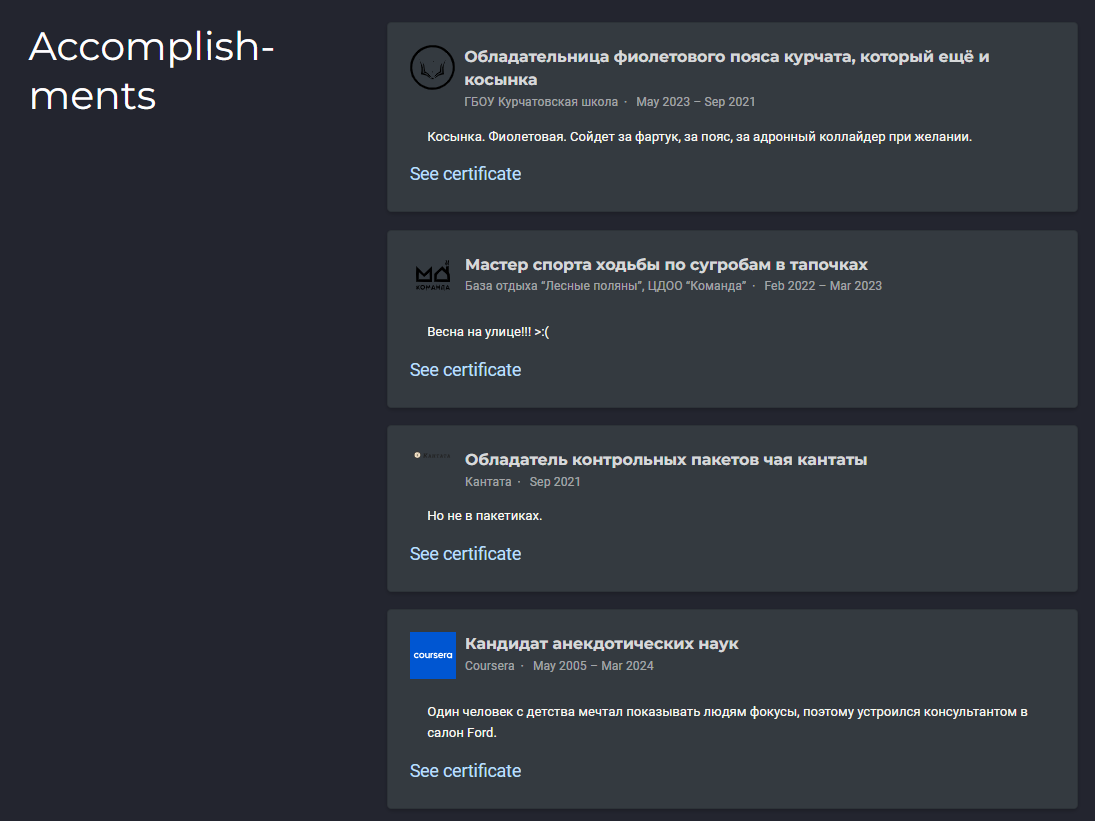 Accomplish-
ments
Обладательница фиолетового пояса курчата, который ещё и
косынка
ГБОУ Курчатовская школа · May 2023 – Sep 2021
Косынка. Фиолетовая. Сойдет за фартук, за пояс, за адронный коллайдер при желании.
See certificate
КОМАНДА
Мастер спорта ходьбы по сугробам в тапочках
База отдыха “Лесные поляны”, ЦДОО “Команда” · Feb 2022 – Mar 2023
Весна на улице!!! >:(
See certificate
Кантата
Обладатель контрольных пакетов чая кантаты
Кантата · Sep 2021
Но не в пакетиках.
See certificate
coursera
Кандидат анекдотических наук
Coursera · May 2005 – Mar 2024
Один человек с детства мечтал показывать людям фокусы, поэтому устроился консультантом в
салон Ford.
See certificate